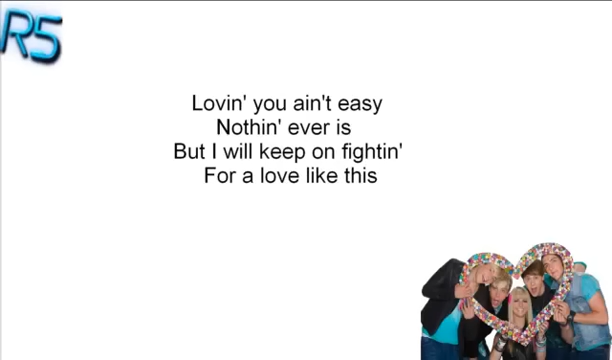 R5
Lovin' you ain't easy
Nothin' ever is
But I will keep on fightin'
For a love like this